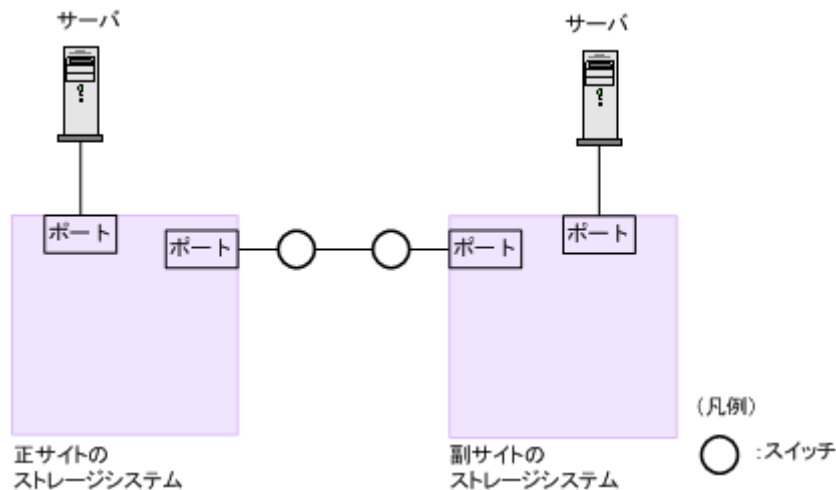 サーバ
サーバ
ポート
ポート
ポート
ポート
正サイトの
ストレージシステム
副サイトの
ストレージシステム
(凡例)
:スイッチ